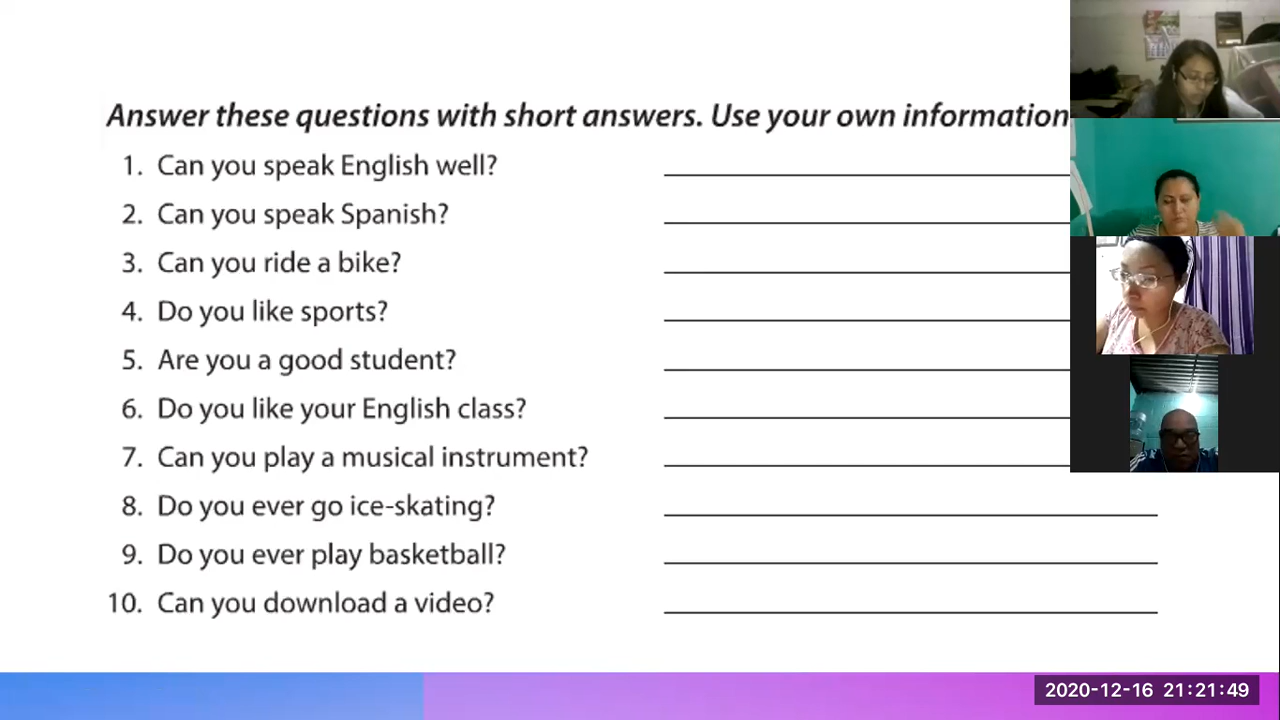 Answer these questions with short answers. Use your own information
1. Can you speak English well?
2. Can you speak Spanish?
3. Can you ride a bike?
4. Do you like sports?
5. Are you a good student?
6. Do you like your English class?
7. Can you play a musical instrument?
8. Do you ever go ice-skating?
9. Do you ever play basketball?
10. Can you download a video?
2020-12-16 21:21:49